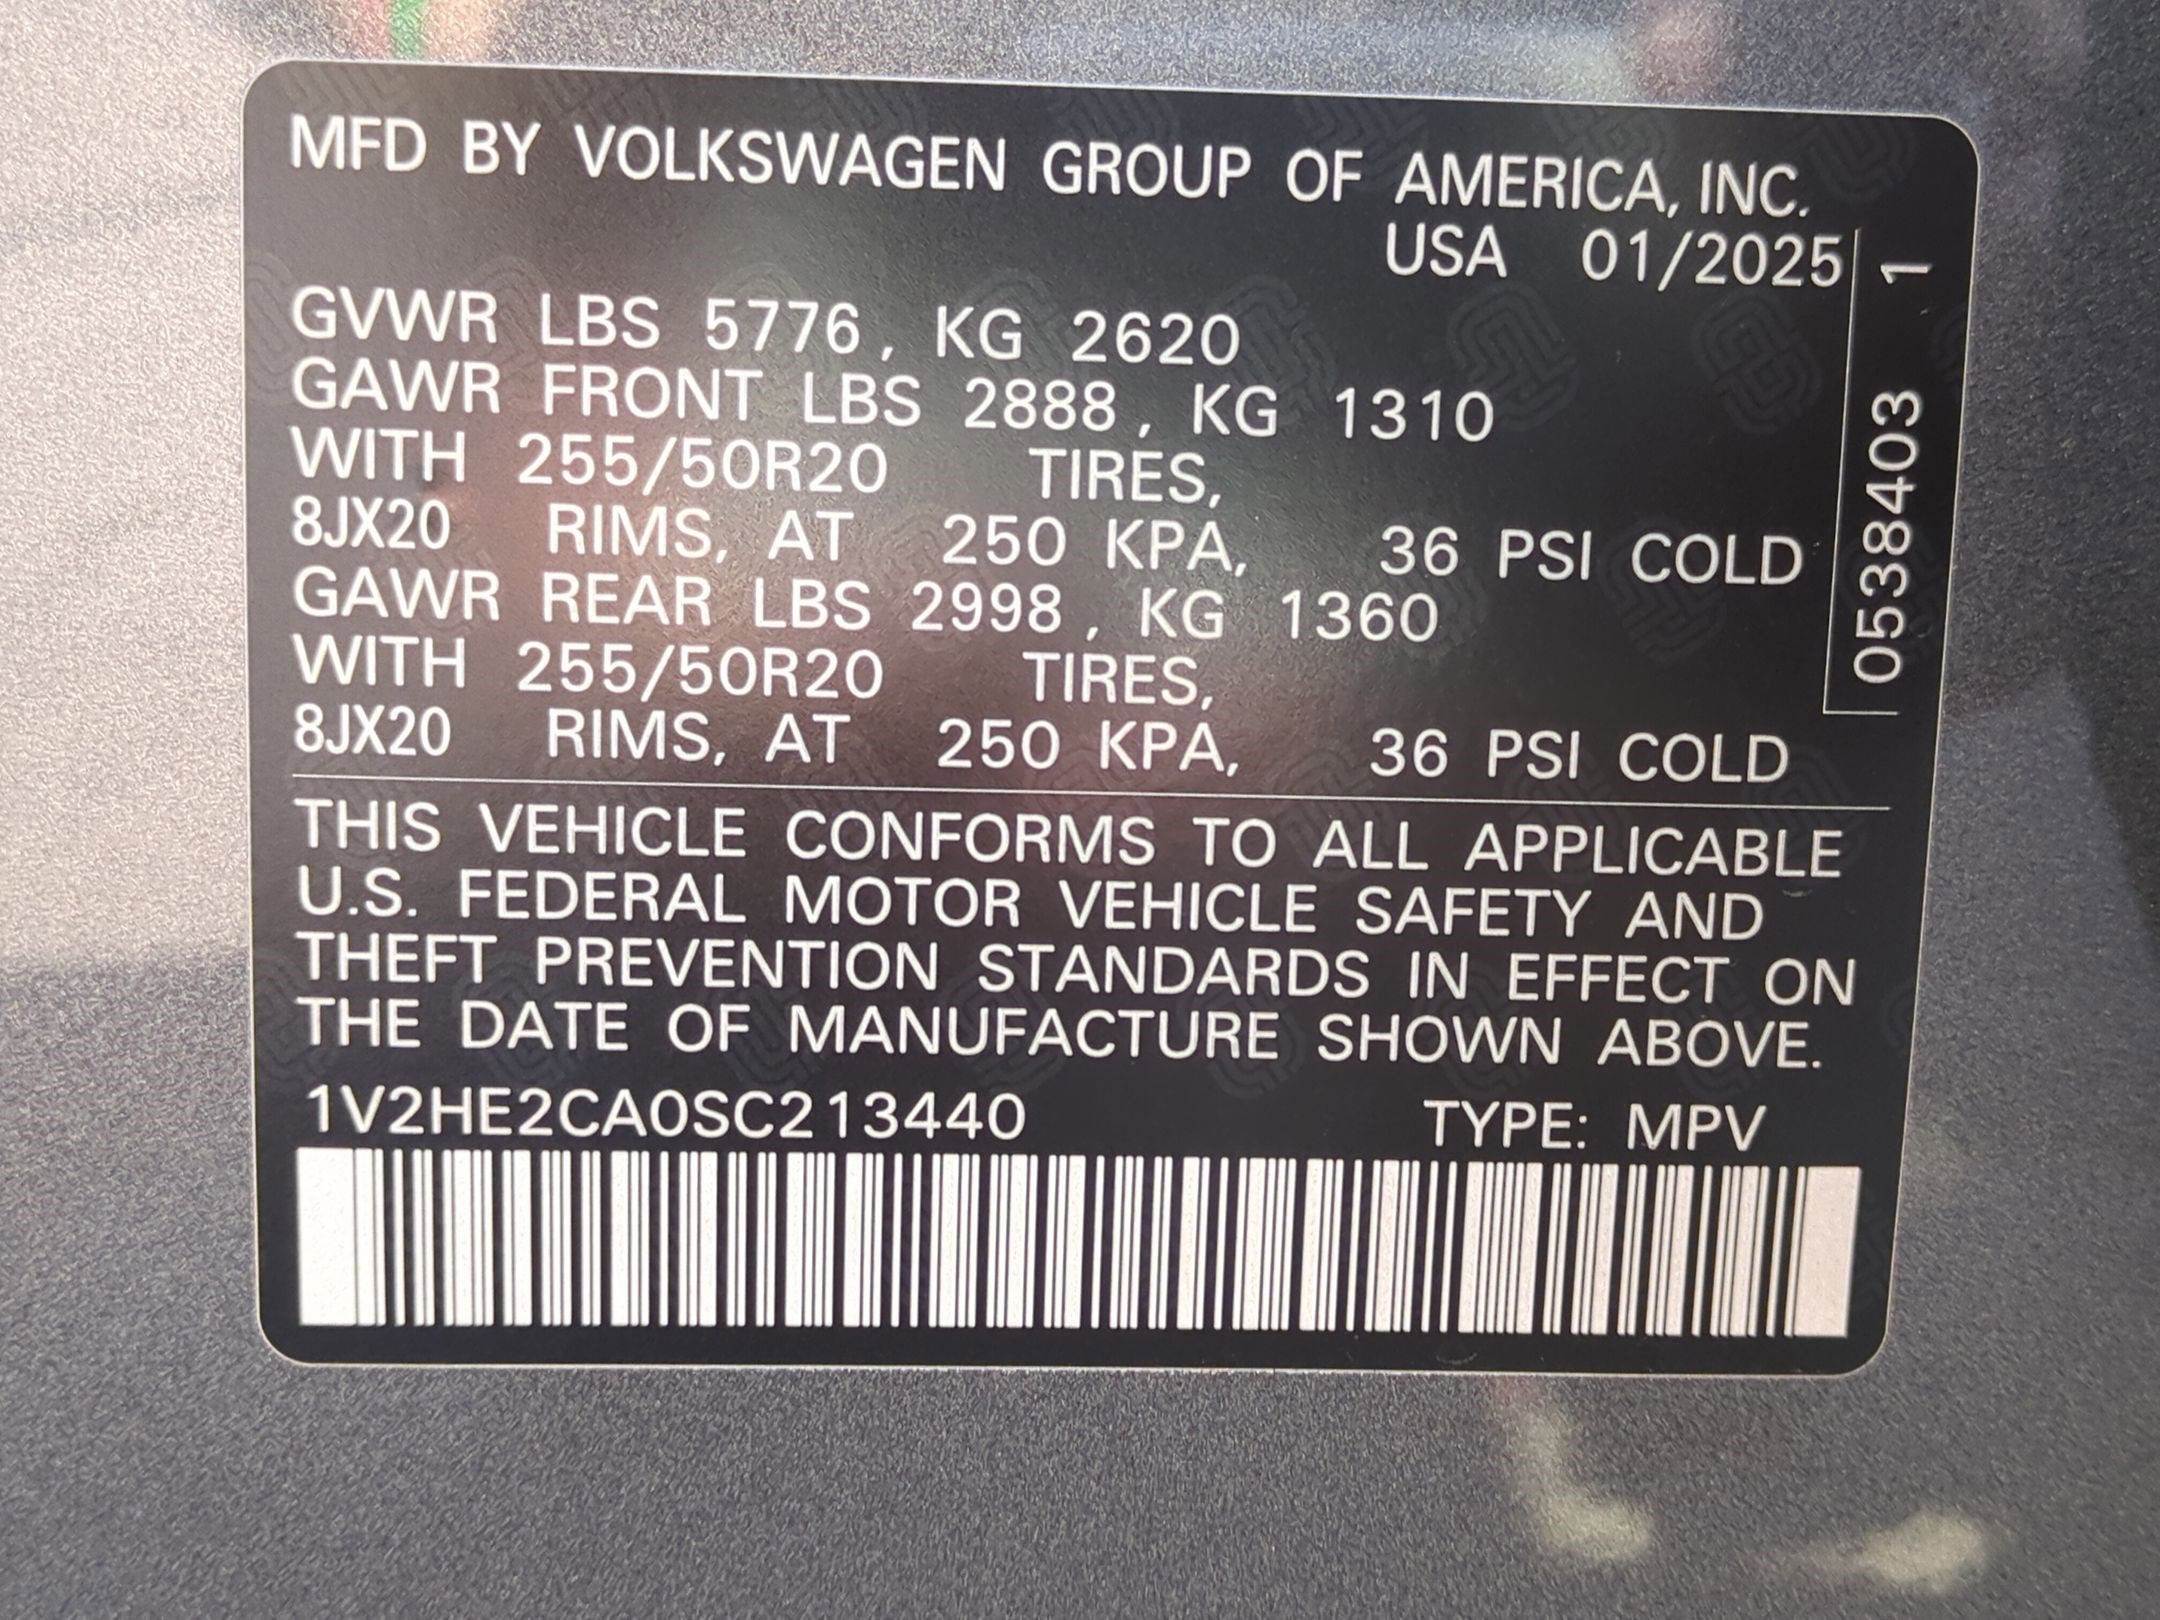 MFD BY VOLKSWAGEN GROUP OF AMERICA, INC.
USA 01/2025
GVWR LBS 5776, KG 2620
GAWR FRONT LBS 2888, KG 1310
WITH 255/50R20 TIRES,
8JX20 RIMS, AT 250 KPA, 36 PSI COLD
GAWR REAR LBS 2998, KG 1360
WITH 255/50R20 TIRES,
8JX20 RIMS, AT 250 KPA, 36 PSI COLD
0538403 1
THIS VEHICLE CONFORMS TO ALL APPLICABLE
U.S. FEDERAL MOTOR VEHICLE SAFETY AND
THEFT PREVENTION STANDARDS IN EFFECT ON
THE DATE OF MANUFACTURE SHOWN ABOVE.
1V2HE2CA0SC213440 TYPE: MPV